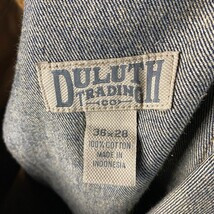 DULUTH
TRADING
CO
36x28
100% COTTON
MADE IN
INDONESIA